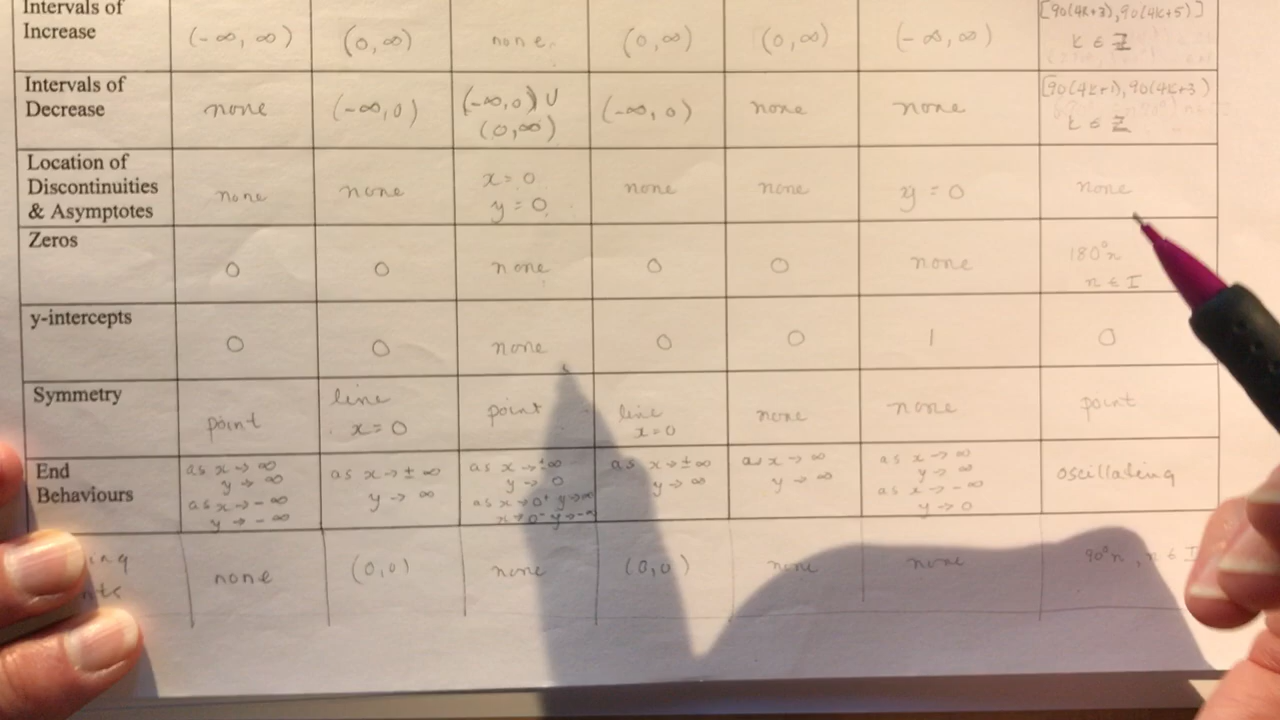 Intervals of
Increase
(-∞, ∞)
(0, ∞)
none
(0, ∞)
(0, ∞)
(-∞, ∞)
[90(4k+3), 90(4k+5)]
k ∈ ℤ
Intervals of
Decrease
none
(-∞, 0)
(-∞, 0) ∪
(0, ∞)
(-∞, 0)
none
none
[90(4k+1), 90(4k+3)
k ∈ ℤ
Location of
Discontinuities
& Asymptotes
none
none
x = 0
y = 0
none
none
y = 0
none
Zeros
0
0
none
0
0
none
180°n
n ∈ I
y-intercepts
0
0
none
0
0
1
0
Symmetry
point
line
x = 0
point
line
x = 0
none
none
point
End
Behaviours
as x → ∞
y → ∞
as x → -∞
y → -∞
as x → ± ∞
y → ∞
as x → ±∞
y → 0
as x → 0⁺ y → ∞
x → 0⁻ y → -∞
as x → ± ∞
y → ∞
as x → ∞
y → ∞
as x → ∞
y → ∞
as x → -∞
y → 0
oscillating
none
(0,0)
none
(0,0)
none
none
90°n, n ∈ I